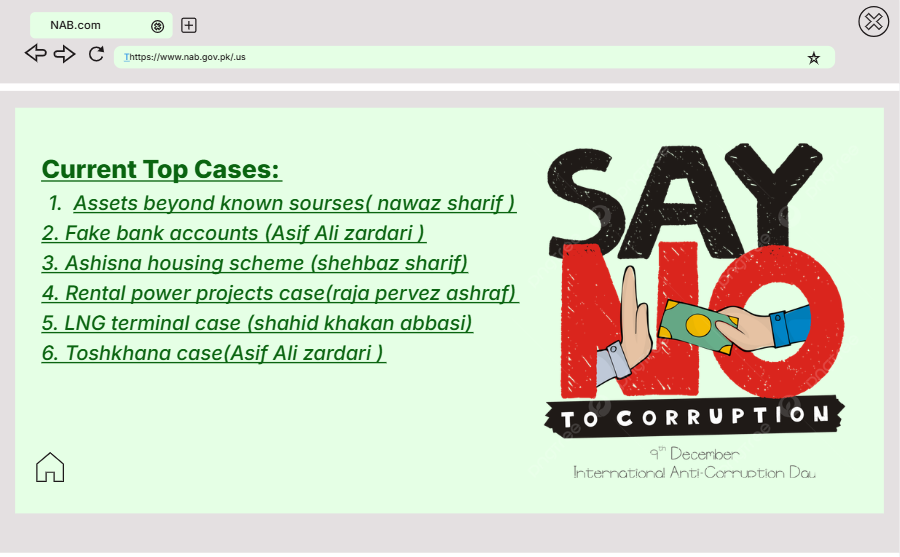 NAB.com
Thttps://www.nab.gov.pk/.us
Current Top Cases:
1. Assets beyond known sourses( nawaz sharif )
2. Fake bank accounts (Asif Ali zardari )
3. Ashisna housing scheme (shehbaz sharif)
4. Rental power projects case(raja pervez ashraf)
5. LNG terminal case (shahid khakan abbasi)
6. Toshkhana case(Asif Ali zardari )
SAY
NO
TO CORRUPTION
9th December
International Anti-Corruption Day